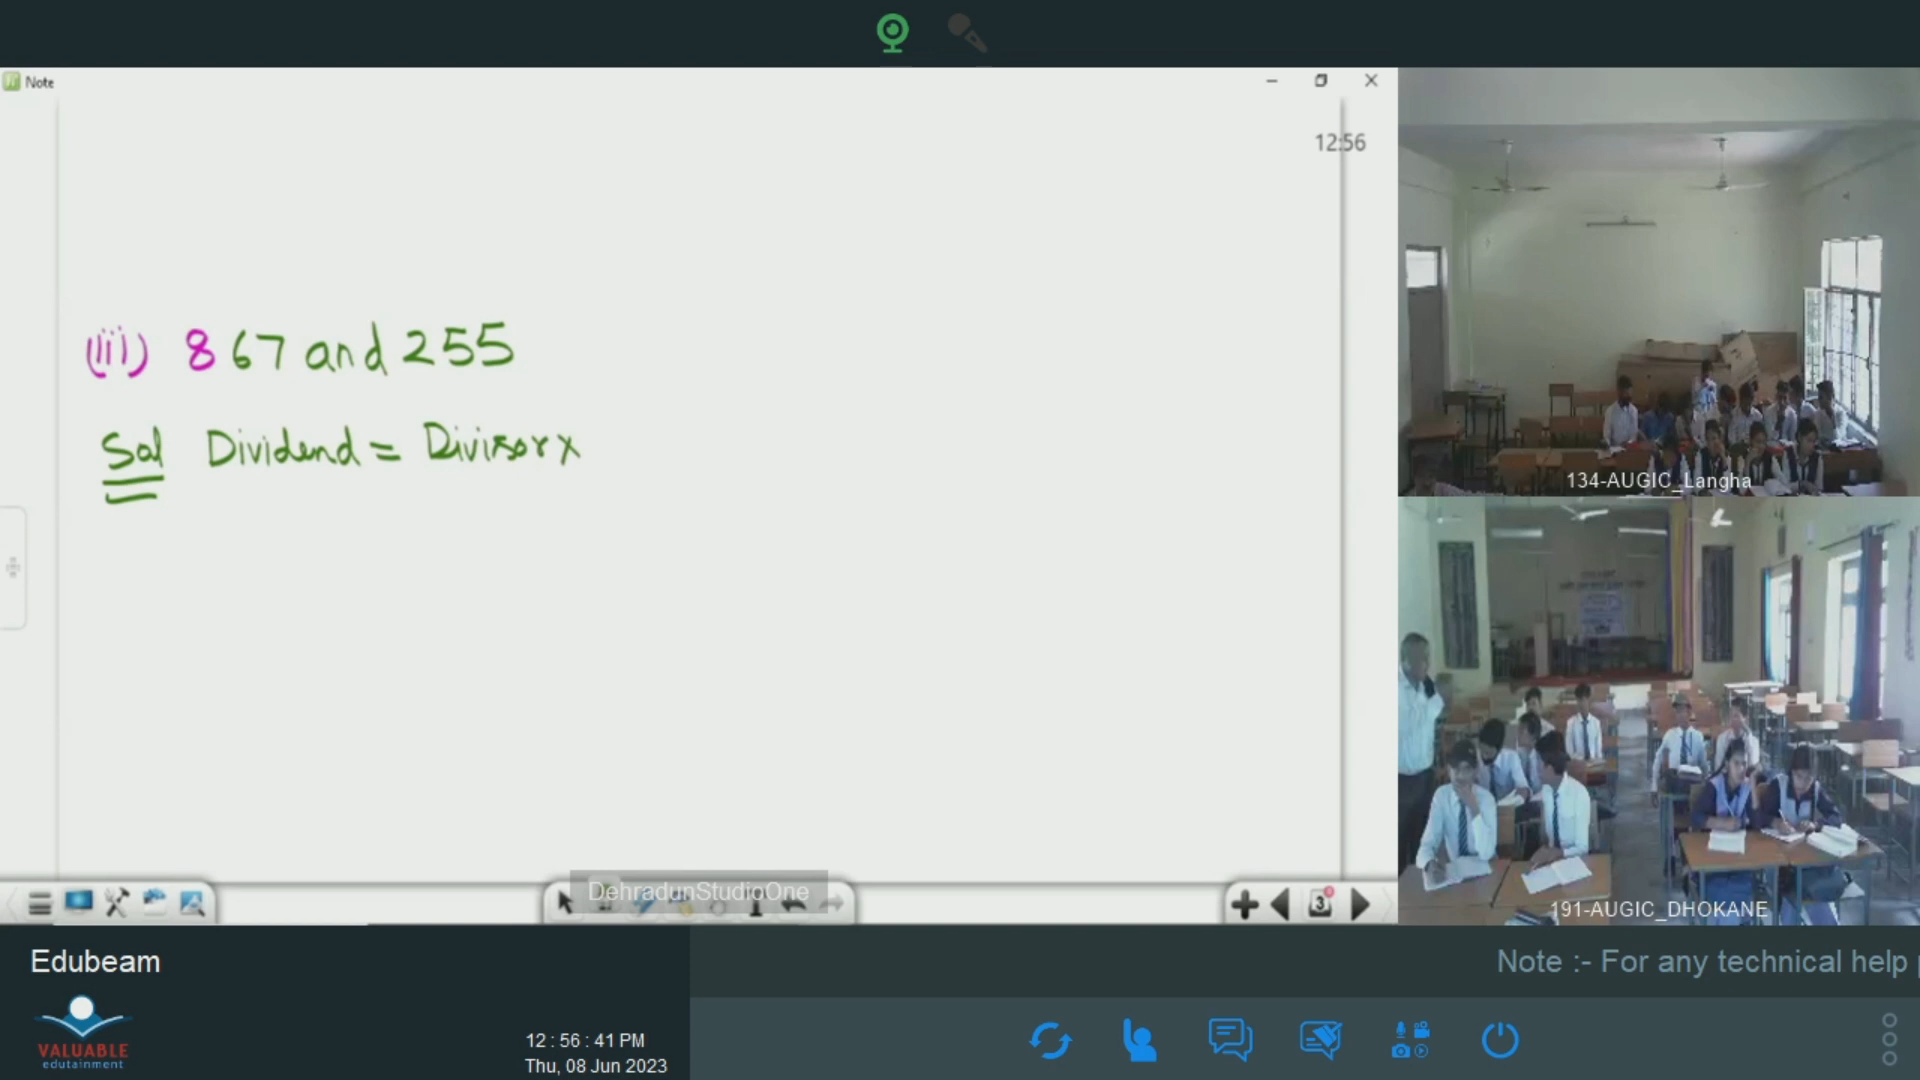 Note
12:56
(iii) 867 and 255
Sol Dividend = Divisor x
134-AUGIC_Langha
191-AUGIC_DHOKANE
DehradunStudioOne
3
Edubeam
Note :- For any technical help
VALUABLE
edutainment
12 : 56 : 41 PM
Thu, 08 Jun 2023